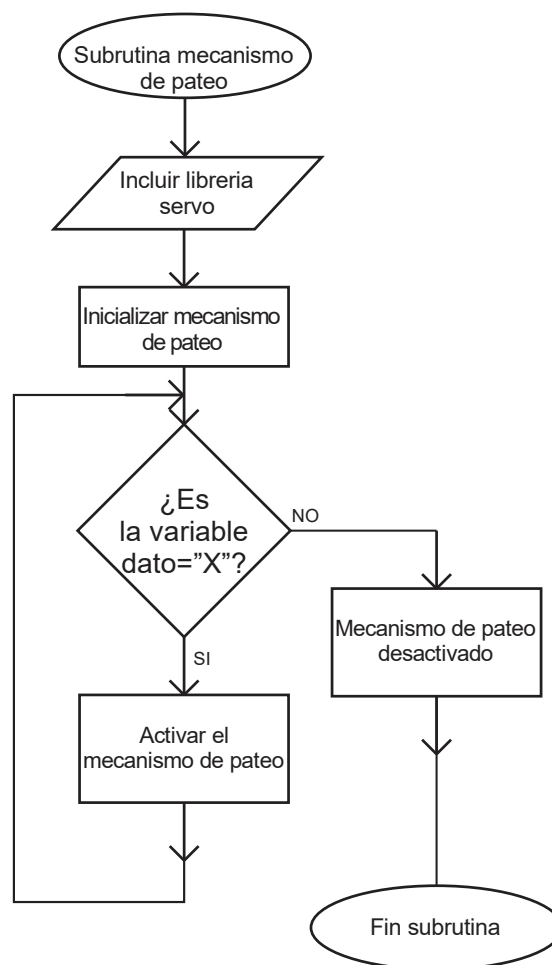 Subrutina mecanismo
de pateo
Incluir libreria
servo
Inicializar mecanismo
de pateo
¿Es
la variable
dato=”X”?
NO
SI
Mecanismo de pateo
desactivado
Activar el
mecanismo de pateo
Fin subrutina